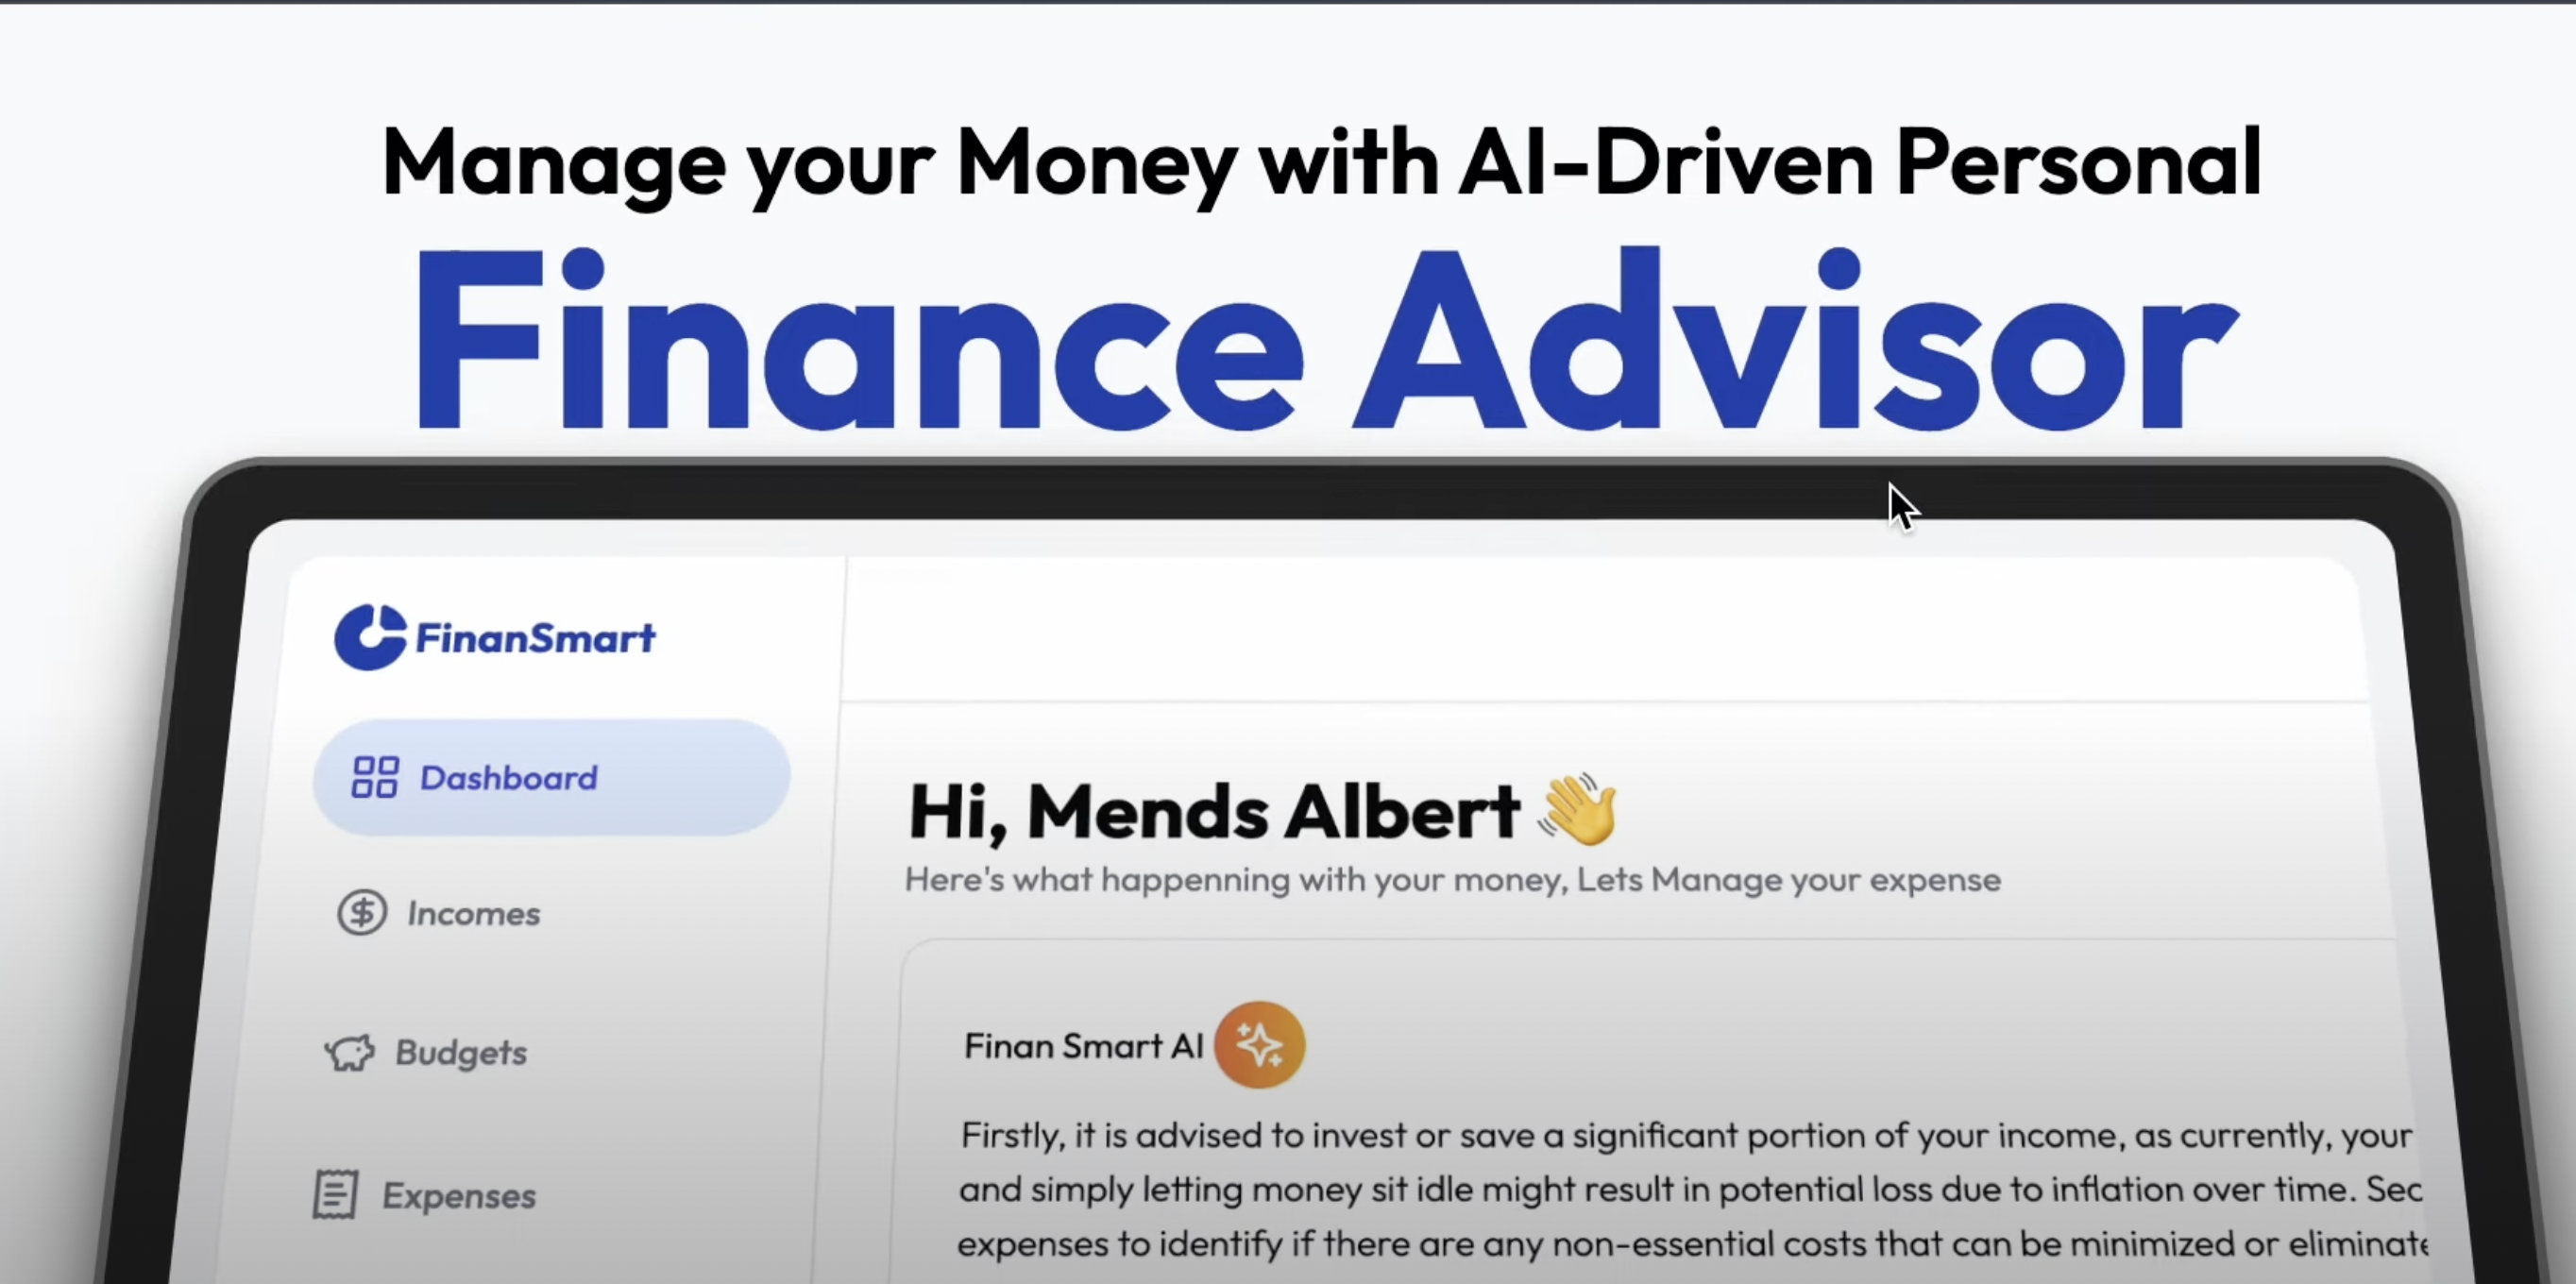 Manage your Money with AI-Driven Personal
Finance Advisor
FinanSmart
Dashboard
Incomes
Budgets
Expenses
Hi, Mends Albert 👋
Here's what happenning with your money, Lets Manage your expense
Finan Smart AI
Firstly, it is advised to invest or save a significant portion of your income, as currently, your
and simply letting money sit idle might result in potential loss due to inflation over time. Sec
expenses to identify if there are any non-essential costs that can be minimized or eliminate